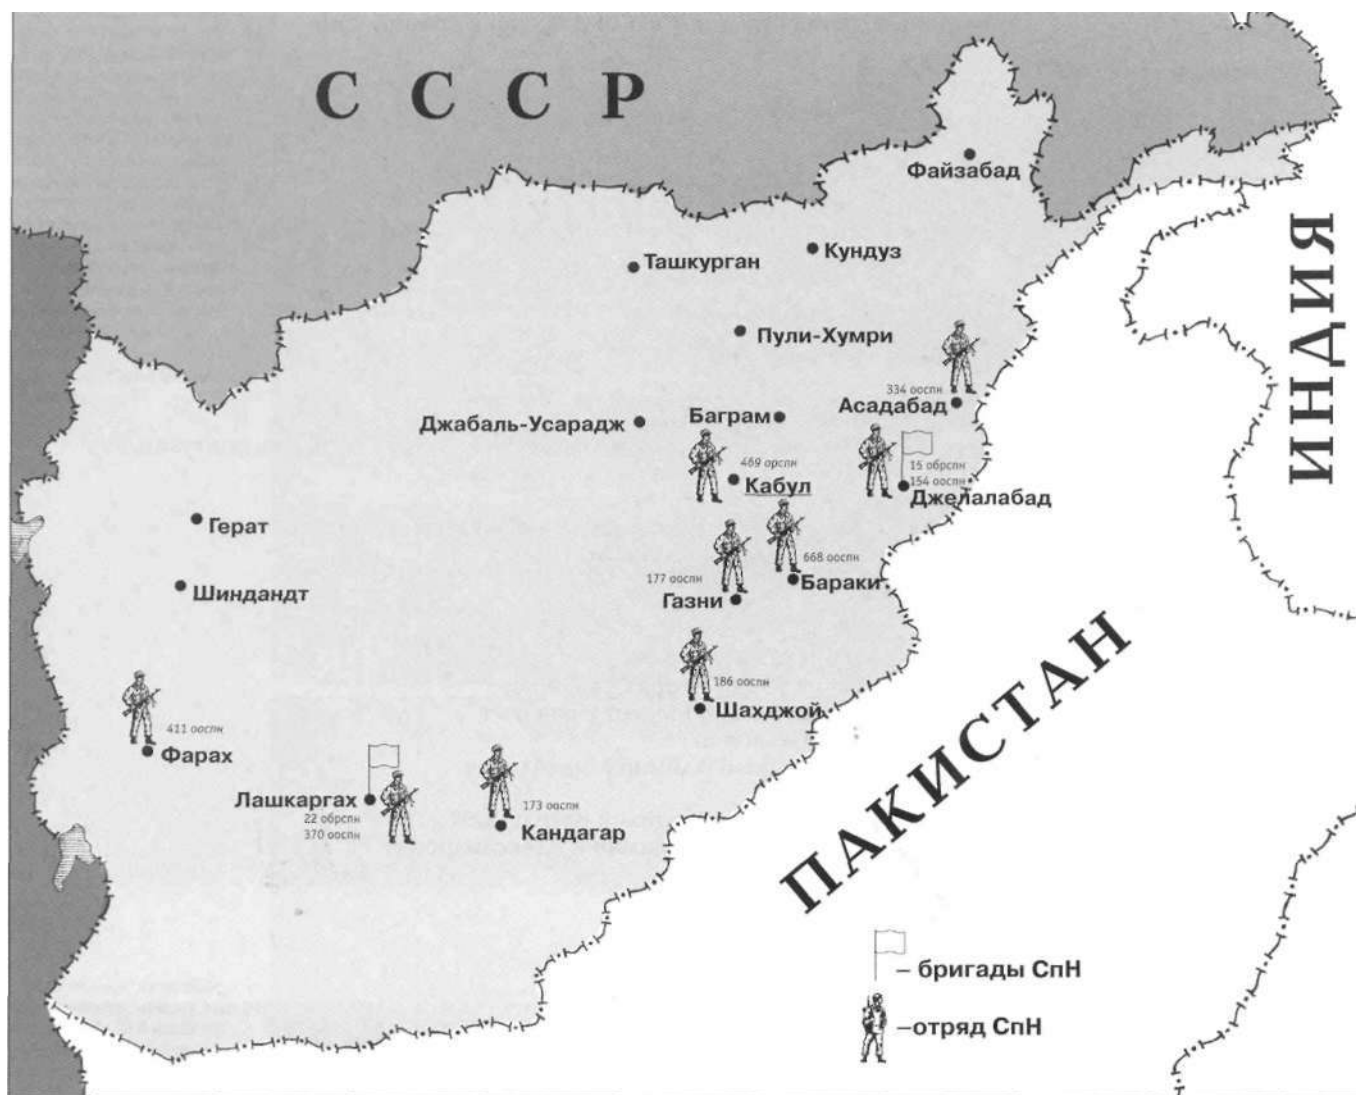 С С С Р
Файзабад
Кундуз
Ташкурган
Пули-Хумри
ИНДИЯ
334 ооспн
Асадабад
Баграм
Джабаль-Усарадж
469 орспн
Кабул
15 обрспн
154 ооспн
Джелалабад
Герат
668 ооспн
Бараки
177 ооспн
Газни
Шиндандт
186 ооспн
Шахджой
ПАКИСТАН
411 ооспн
Фарах
Лашкаргах
22 обрспн
370 ооспн
173 ооспн
Кандагар
– бригады СпН
–отряд СпН